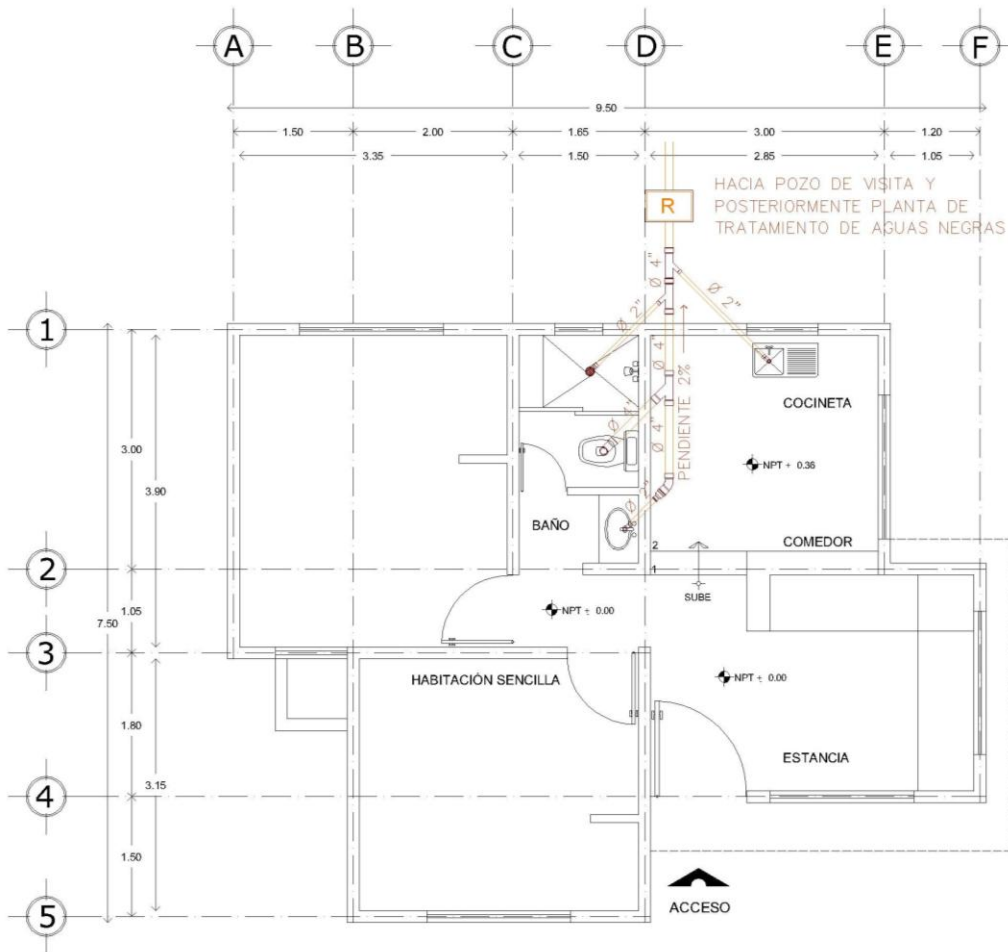 A B C D E F
9.50
1.50 2.00 1.65 3.00 1.20
3.35 1.50 2.85 1.05
HACIA POZO DE VISITA Y
POSTERIORMENTE PLANTA DE
TRATAMIENTO DE AGUAS NEGRAS
R
Ø 4"
Ø 2"
Ø 2"
1
Ø 4"
PENDIENTE 2%
COCINETA
Ø 4"
Ø 4"
3.00
NPT + 0.36
3.90
Ø 2"
BAÑO
COMEDOR
2
2
1
SUBE
1.05
NPT ± 0.00
7.50
3
HABITACIÓN SENCILLA
NPT ± 0.00
1.80
ESTANCIA
3.15
4
1.50
ACCESO
5